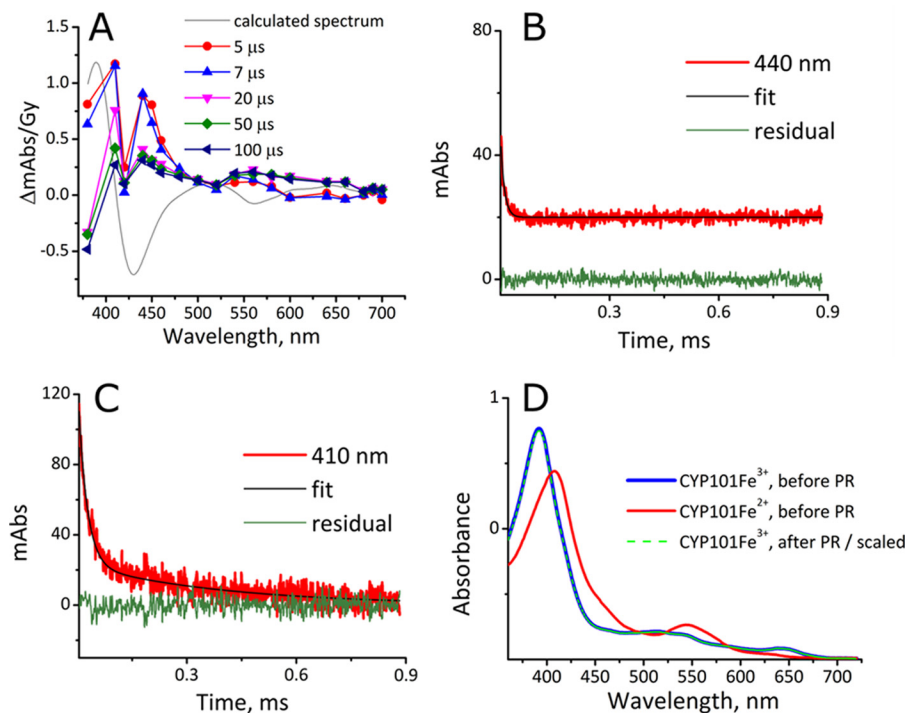 A
calculated spectrum
5 μs
7 μs
20 μs
50 μs
100 μs
1.5
1.0
0.5
0.0
-0.5
ΔmAbs/Gy
400 450 500 550 600 650 700
Wavelength, nm
B
440 nm
fit
residual
80
40
0
mAbs
0.3 0.6 0.9
Time, ms
C
410 nm
fit
residual
120
80
40
0
mAbs
0.3 0.6 0.9
Time, ms
D
CYP101Fe³⁺, before PR
CYP101Fe²⁺, before PR
CYP101Fe³⁺, after PR / scaled
1
0
Absorbance
400 450 500 550 600 650 700
Wavelength, nm